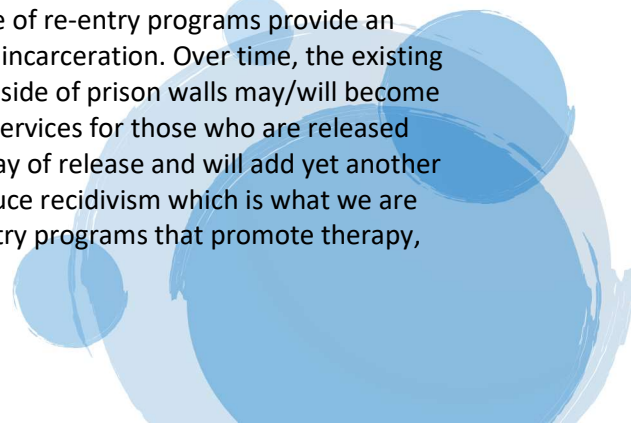 e of re-entry programs provide an
incarceration. Over time, the existing
side of prison walls may/will become
ervices for those who are released
ay of release and will add yet another
uce recidivism which is what we are
try programs that promote therapy,